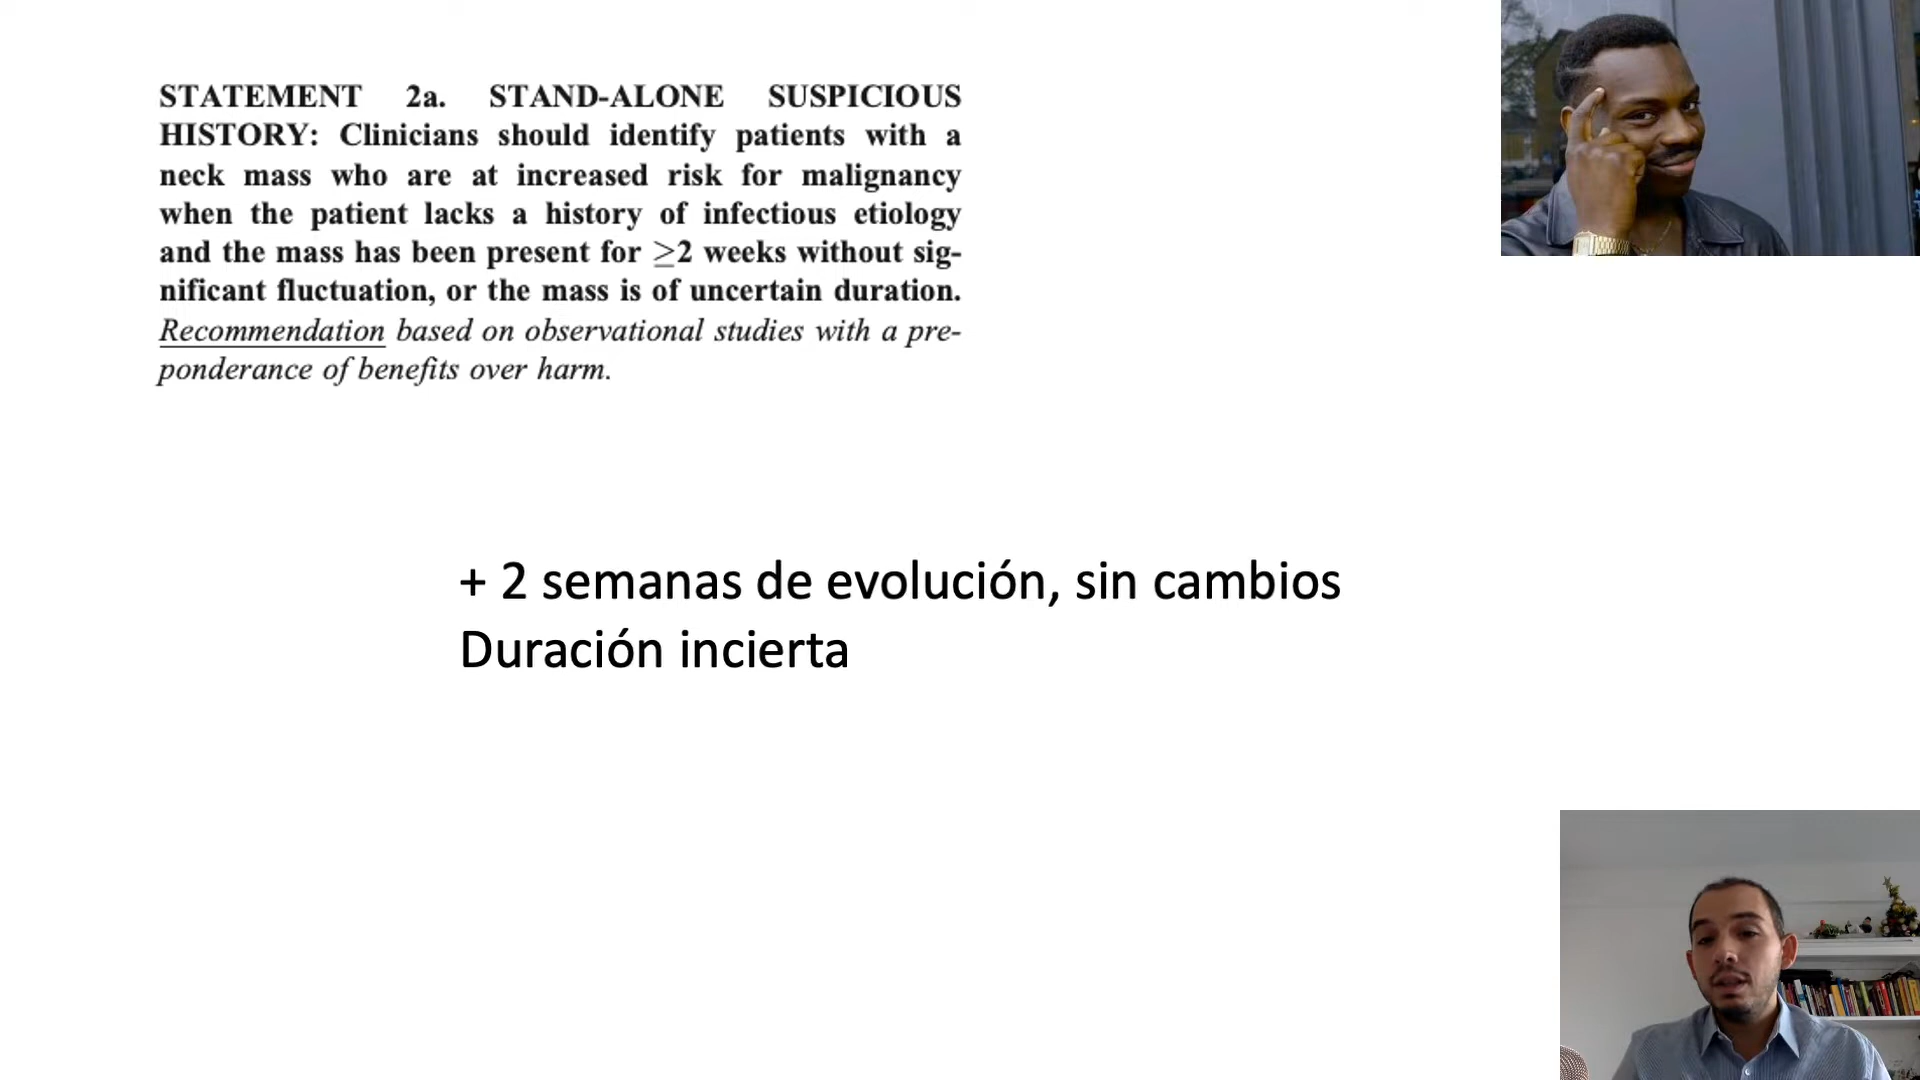 STATEMENT 2a. STAND-ALONE SUSPICIOUS
HISTORY: Clinicians should identify patients with a
neck mass who are at increased risk for malignancy
when the patient lacks a history of infectious etiology
and the mass has been present for ≥2 weeks without sig-
nificant fluctuation, or the mass is of uncertain duration.
Recommendation based on observational studies with a pre-
ponderance of benefits over harm.
+ 2 semanas de evolución, sin cambios
Duración incierta